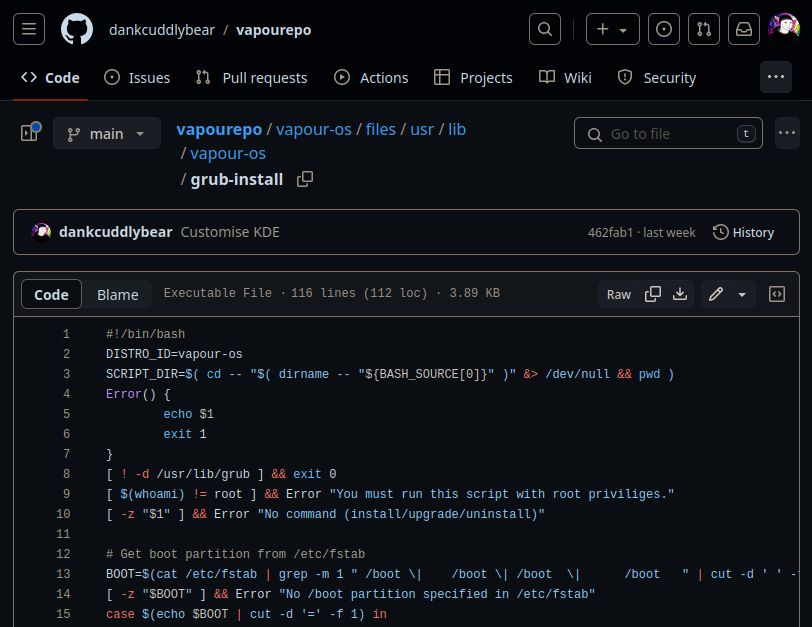 dankcuddlybear / vapourepo
Code Issues Pull requests Actions Projects Wiki Security
main
vapourepo / vapour-os / files / usr / lib
/ vapour-os
/ grub-install
Go to file t
dankcuddlybear Customise KDE 462fab1 · last week History
Code Blame Executable File · 116 lines (112 loc) · 3.89 KB Raw
1 #!/bin/bash
2 DISTRO_ID=vapour-os
3 SCRIPT_DIR=$( cd -- "$( dirname -- "${BASH_SOURCE[0]}" )" &> /dev/null && pwd )
4 Error() {
5 echo $1
6 exit 1
7 }
8 [ ! -d /usr/lib/grub ] && exit 0
9 [ $(whoami) != root ] && Error "You must run this script with root priviliges."
10 [ -z "$1" ] && Error "No command (install/upgrade/uninstall)"
11
12 # Get boot partition from /etc/fstab
13 BOOT=$(cat /etc/fstab | grep -m 1 " /boot \|    /boot \| /boot  \|      /boot   " | cut -d ' ' -
14 [ -z "$BOOT" ] && Error "No /boot partition specified in /etc/fstab"
15 case $(echo $BOOT | cut -d '=' -f 1) in